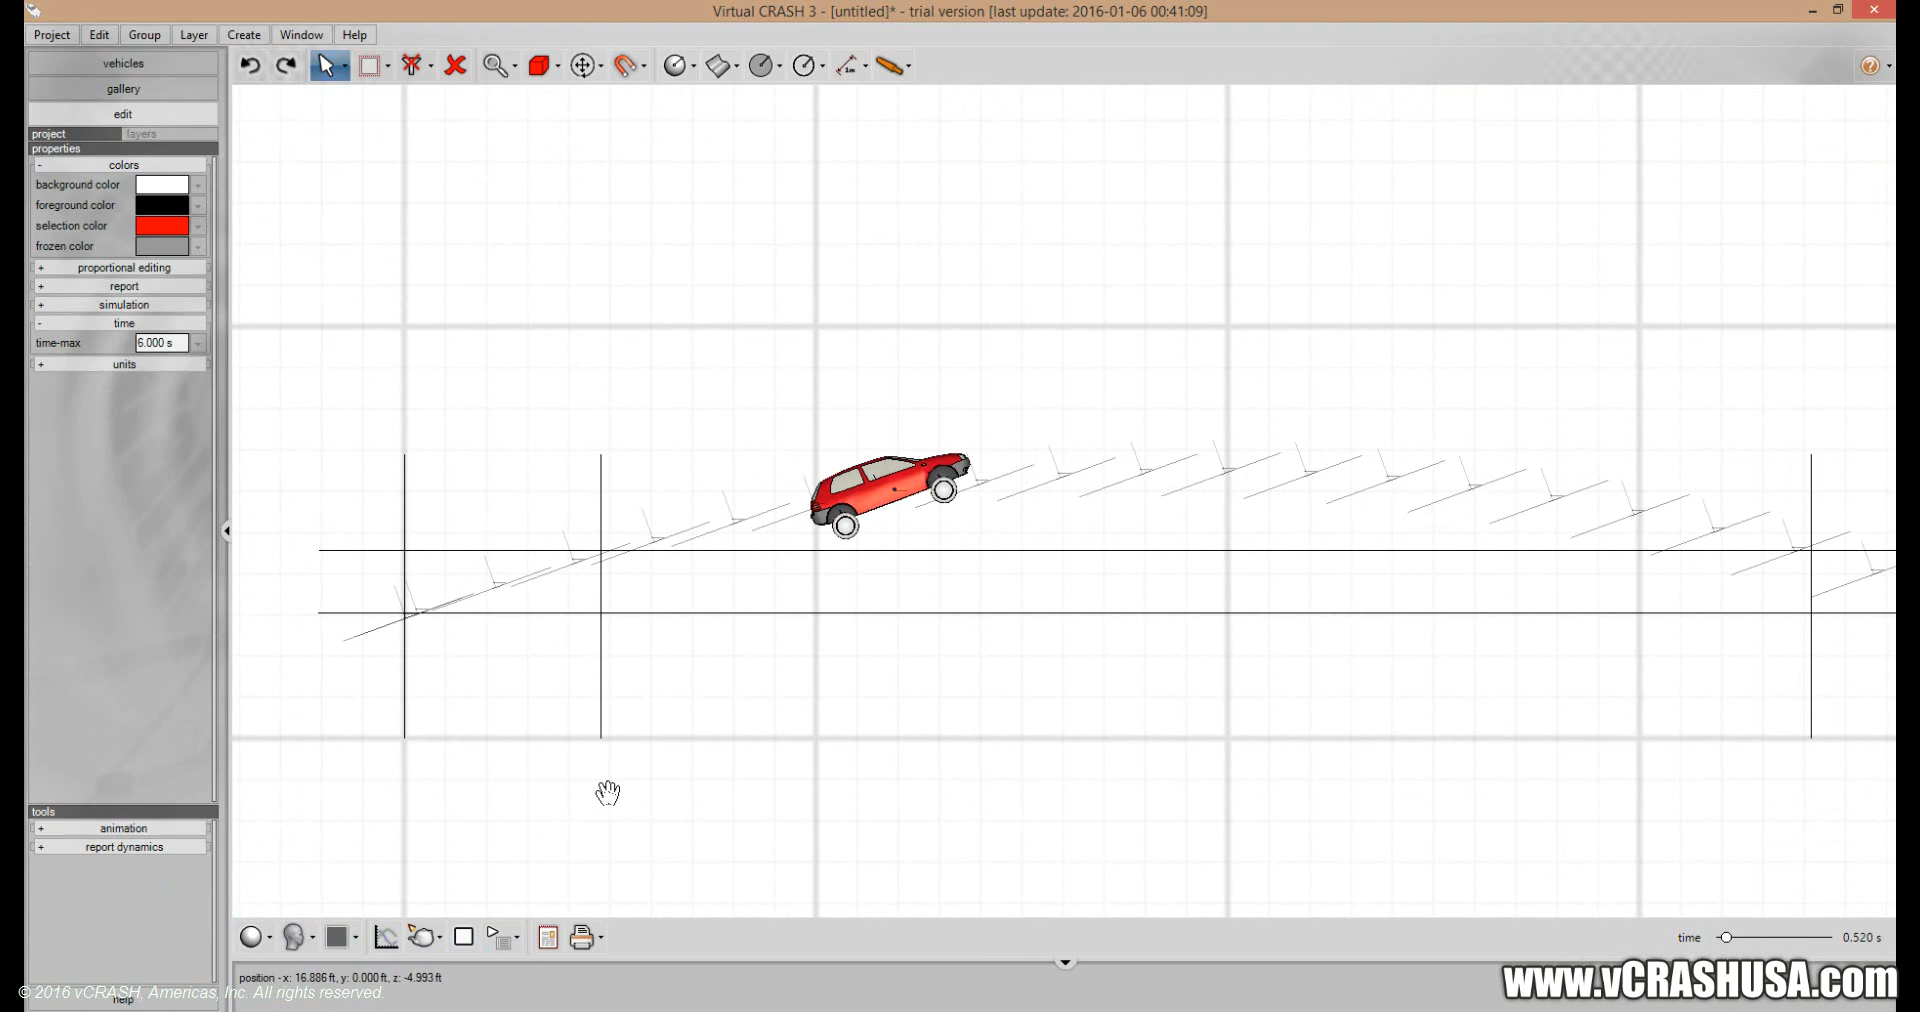 Virtual CRASH 3 - [untitled]* - trial version [last update: 2016-01-06 00:41:09]
Project Edit Group Layer Create Window Help
vehicles
gallery
edit
project layers
properties
- colors
background color
foreground color
selection color
frozen color
+ proportional editing
+ report
+ simulation
- time
time-max 6.000 s
+ units
tools
+ animation
+ report dynamics
time 0.520 s
position - x: 16.886 ft, y: 0.000 ft, z: -4.993 ft
© 2016 vCRASH, Americas, Inc. All rights reserved.
help
www.vCRASHUSA.com